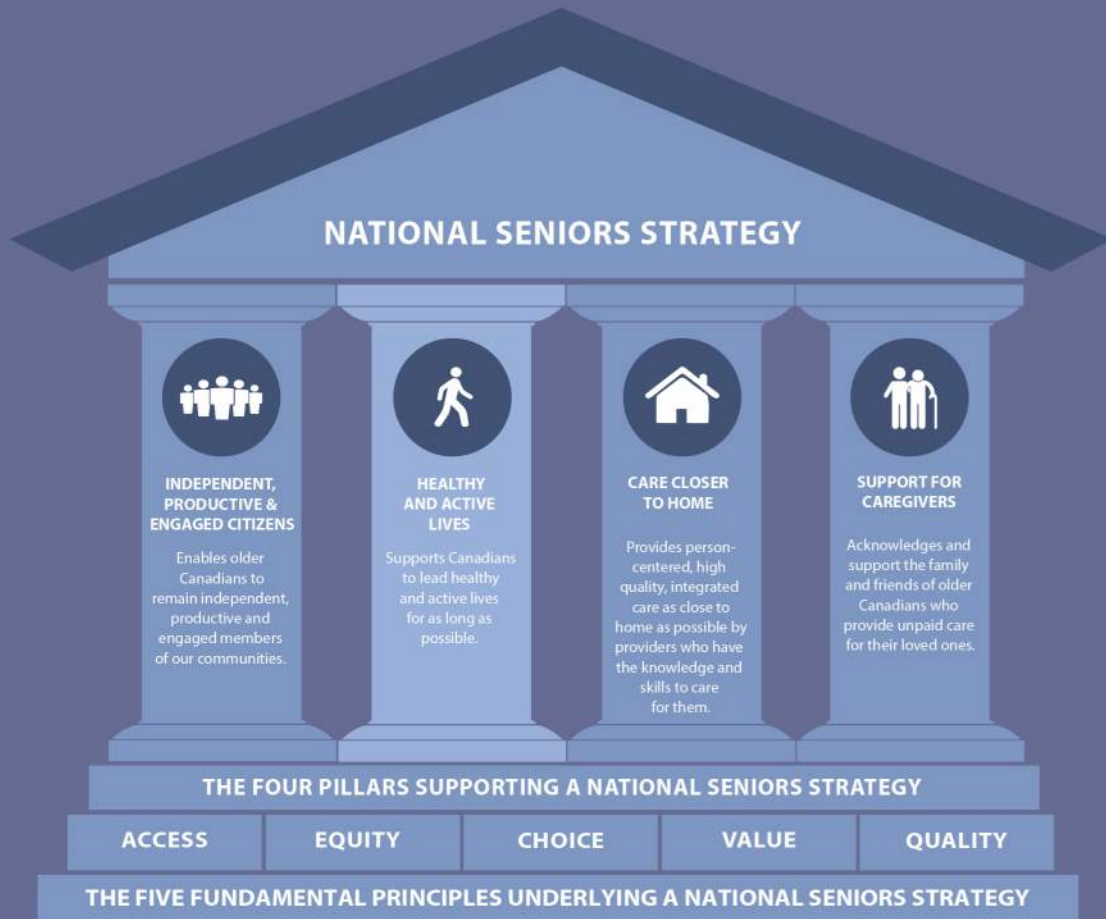 NATIONAL SENIORS STRATEGY
INDEPENDENT,
PRODUCTIVE &
ENGAGED CITIZENS
Enables older
Canadians to
remain independent,
productive and
engaged members
of our communities.
HEALTHY
AND ACTIVE
LIVES
Supports Canadians
to lead healthy
and active lives
for as long as
possible.
CARE CLOSER
TO HOME
Provides person-
centered, high
quality, integrated
care as close to
home as possible by
providers who have
the knowledge and
skills to care
for them.
SUPPORT FOR
CAREGIVERS
Acknowledges and
support the family
and friends of older
Canadians who
provide unpaid care
for their loved ones.
THE FOUR PILLARS SUPPORTING A NATIONAL SENIORS STRATEGY
ACCESS
EQUITY
CHOICE
VALUE
QUALITY
THE FIVE FUNDAMENTAL PRINCIPLES UNDERLYING A NATIONAL SENIORS STRATEGY